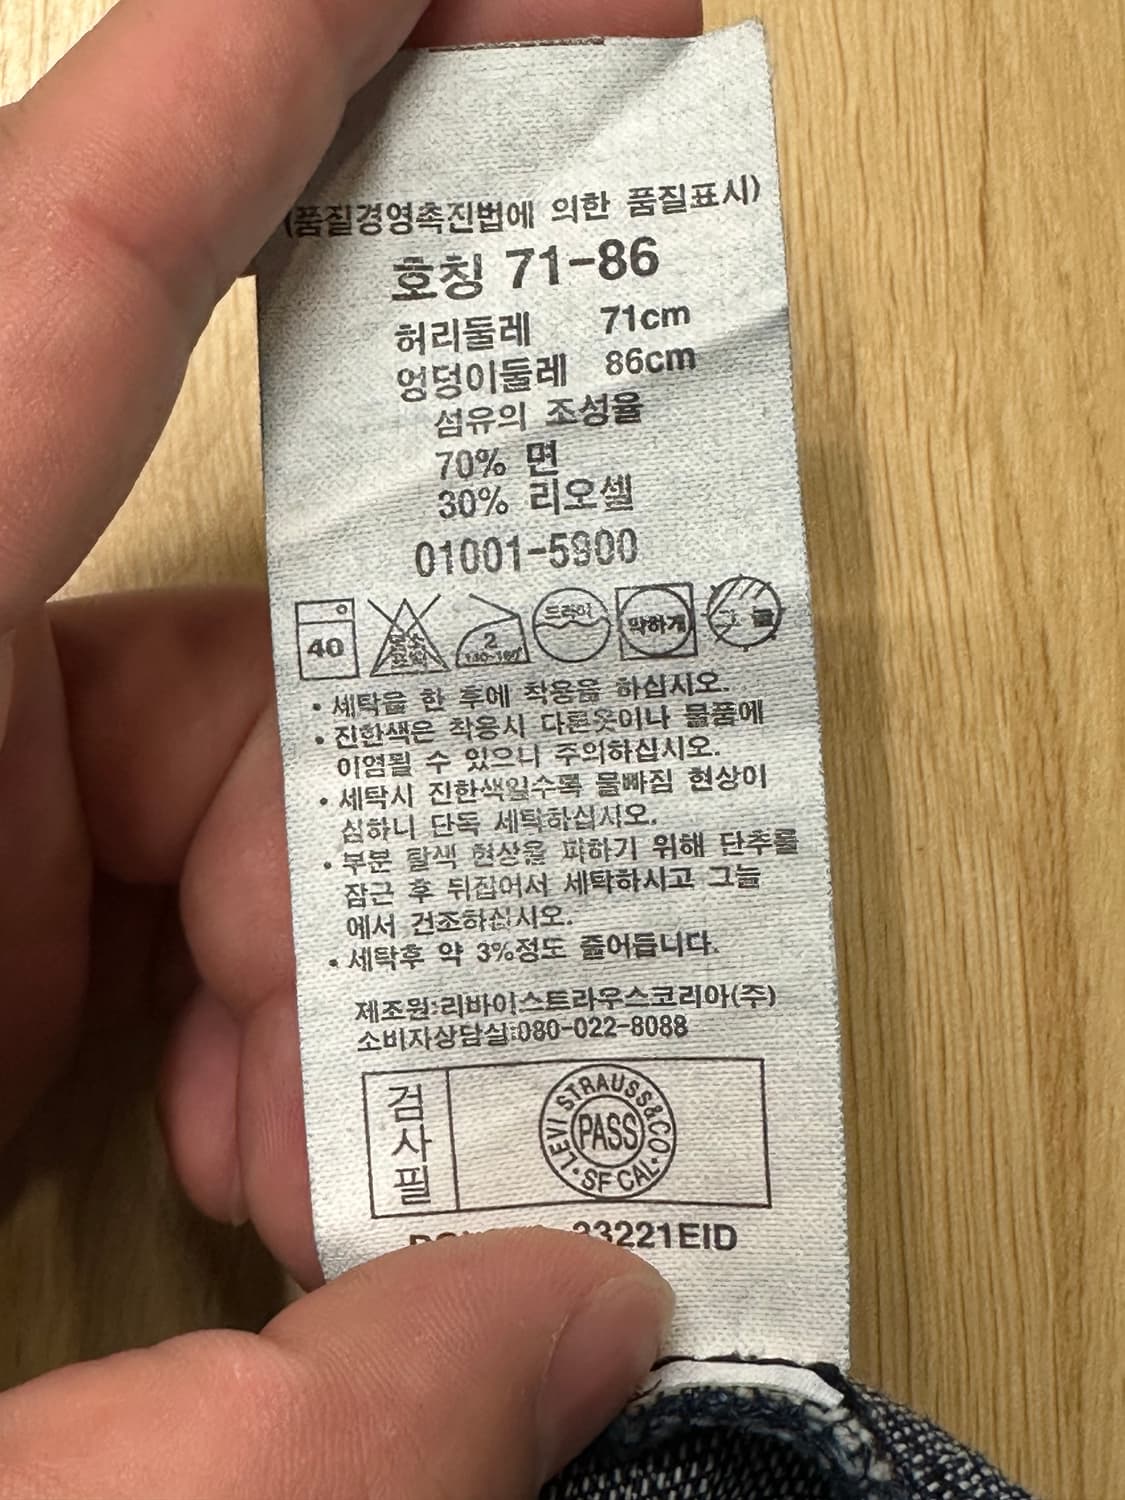 (품질경영촉진법에 의한 품질표시)
호칭 71-86
허리둘레 71cm
엉덩이둘레 86cm
섬유의 조성율
70% 면
30% 리오셀
01001-5900
40
염소
표백
2
140-160
드라이
약하게
그늘
• 세탁을 한 후에 착용을 하십시오.
• 진한색은 착용시 다른옷이나 물품에
이염될 수 있으니 주의하십시오.
• 세탁시 진한색일수록 물빠짐 현상이
심하니 단독 세탁하십시오.
• 부분 탈색 현상을 피하기 위해 단추를
잠근 후 뒤집어서 세탁하시고 그늘
에서 건조하십시오.
• 세탁후 약 3%정도 줄어듭니다.
제조원:리바이스트라우스코리아(주)
소비자상담실:080-022-8088
검사필
LEVI STRAUSS&CO
PASS
SF CAL
33221EID